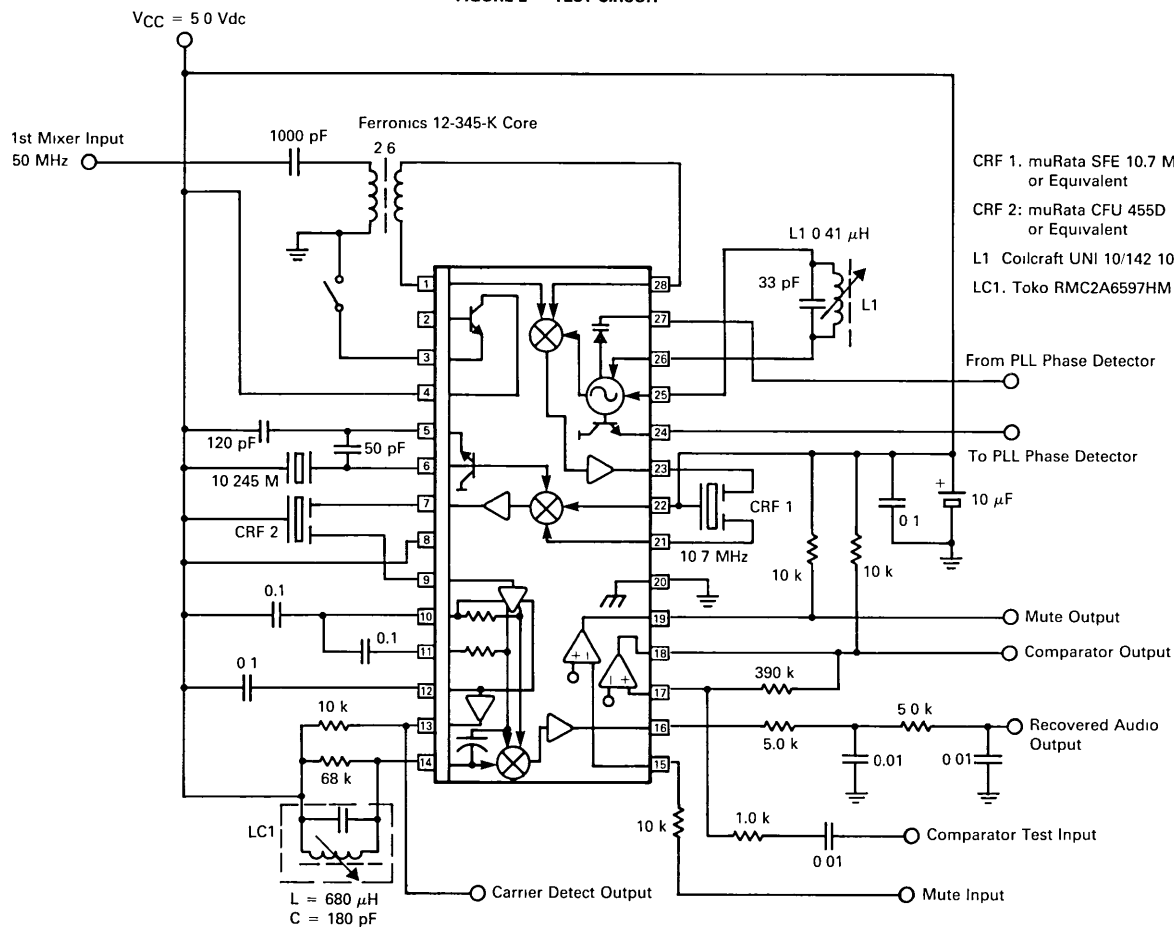 FIGURE 2 — TEST CIRCUIT
VCC = 5 0 Vdc
1st Mixer Input
50 MHz
1000 pF
Ferronics 12-345-K Core
2 6
CRF 1. muRata SFE 10.7 M
or Equivalent
CRF 2: muRata CFU 455D
or Equivalent
L1 Coilcraft UNI 10/142 10
LC1. Toko RMC2A6597HM
L1 0 41 μH
33 pF
L1
1
2
3
4
5
6
7
8
9
10
11
12
13
14
28
27
26
25
24
23
22
21
20
19
18
17
16
15
From PLL Phase Detector
To PLL Phase Detector
120 pF
50 pF
10 245 M
CRF 2
CRF 1
10 7 MHz
0 1
+
10 μF
10 k
10 k
0.1
0.1
0 1
10 k
68 k
+ −
− +
Mute Output
Comparator Output
390 k
5.0 k
5 0 k
Recovered Audio
Output
0.01
0 01
10 k
1.0 k
0 01
Comparator Test Input
Mute Input
Carrier Detect Output
LC1
L = 680 μH
C = 180 pF